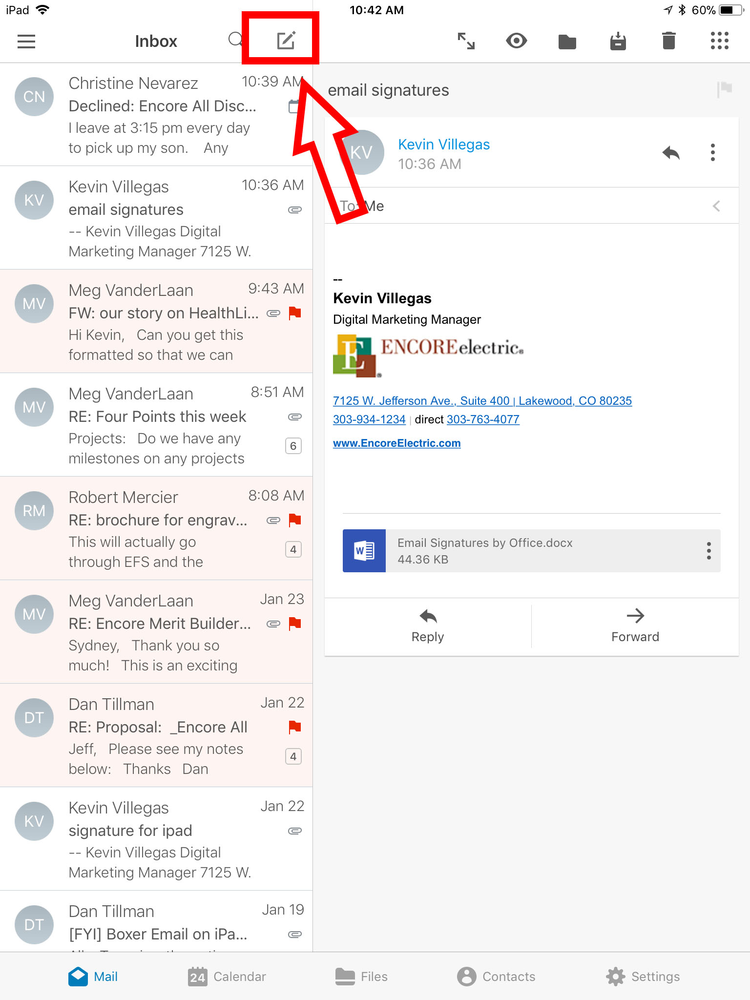 iPad
10:42 AM
60%
Inbox
CN
Christine Nevarez
10:39 AM
Declined: Encore All Disc...
I leave at 3:15 pm every day
to pick up my son. Any
KV
Kevin Villegas
10:36 AM
email signatures
-- Kevin Villegas Digital
Marketing Manager 7125 W.
MV
Meg VanderLaan
9:43 AM
FW: our story on HealthLi...
Hi Kevin, Can you get this
formatted so that we can
MV
Meg VanderLaan
8:51 AM
RE: Four Points this week
Projects: Do we have any
6
milestones on any projects
RM
Robert Mercier
8:08 AM
RE: brochure for engrav...
This will actually go
4
through EFS and the
MV
Meg VanderLaan
Jan 23
RE: Encore Merit Builder...
Sydney, Thank you so
much! This is an exciting
DT
Dan Tillman
Jan 22
RE: Proposal: _Encore All
Jeff, Please see my notes
4
below: Thanks Dan
KV
Kevin Villegas
Jan 22
signature for ipad
-- Kevin Villegas Digital
Marketing Manager 7125 W.
DT
Dan Tillman
Jan 19
[FYI] Boxer Email on iPa...
email signatures
KV
Kevin Villegas
10:36 AM
To: Me
--
Kevin Villegas
Digital Marketing Manager
E ®
ENCOREelectric®
7125 W. Jefferson Ave., Suite 400 | Lakewood, CO 80235
303-934-1234 | direct 303-763-4077
www.EncoreElectric.com
W
Email Signatures by Office.docx
44.36 KB
Reply
Forward
Mail
24 Calendar
Files
Contacts
Settings